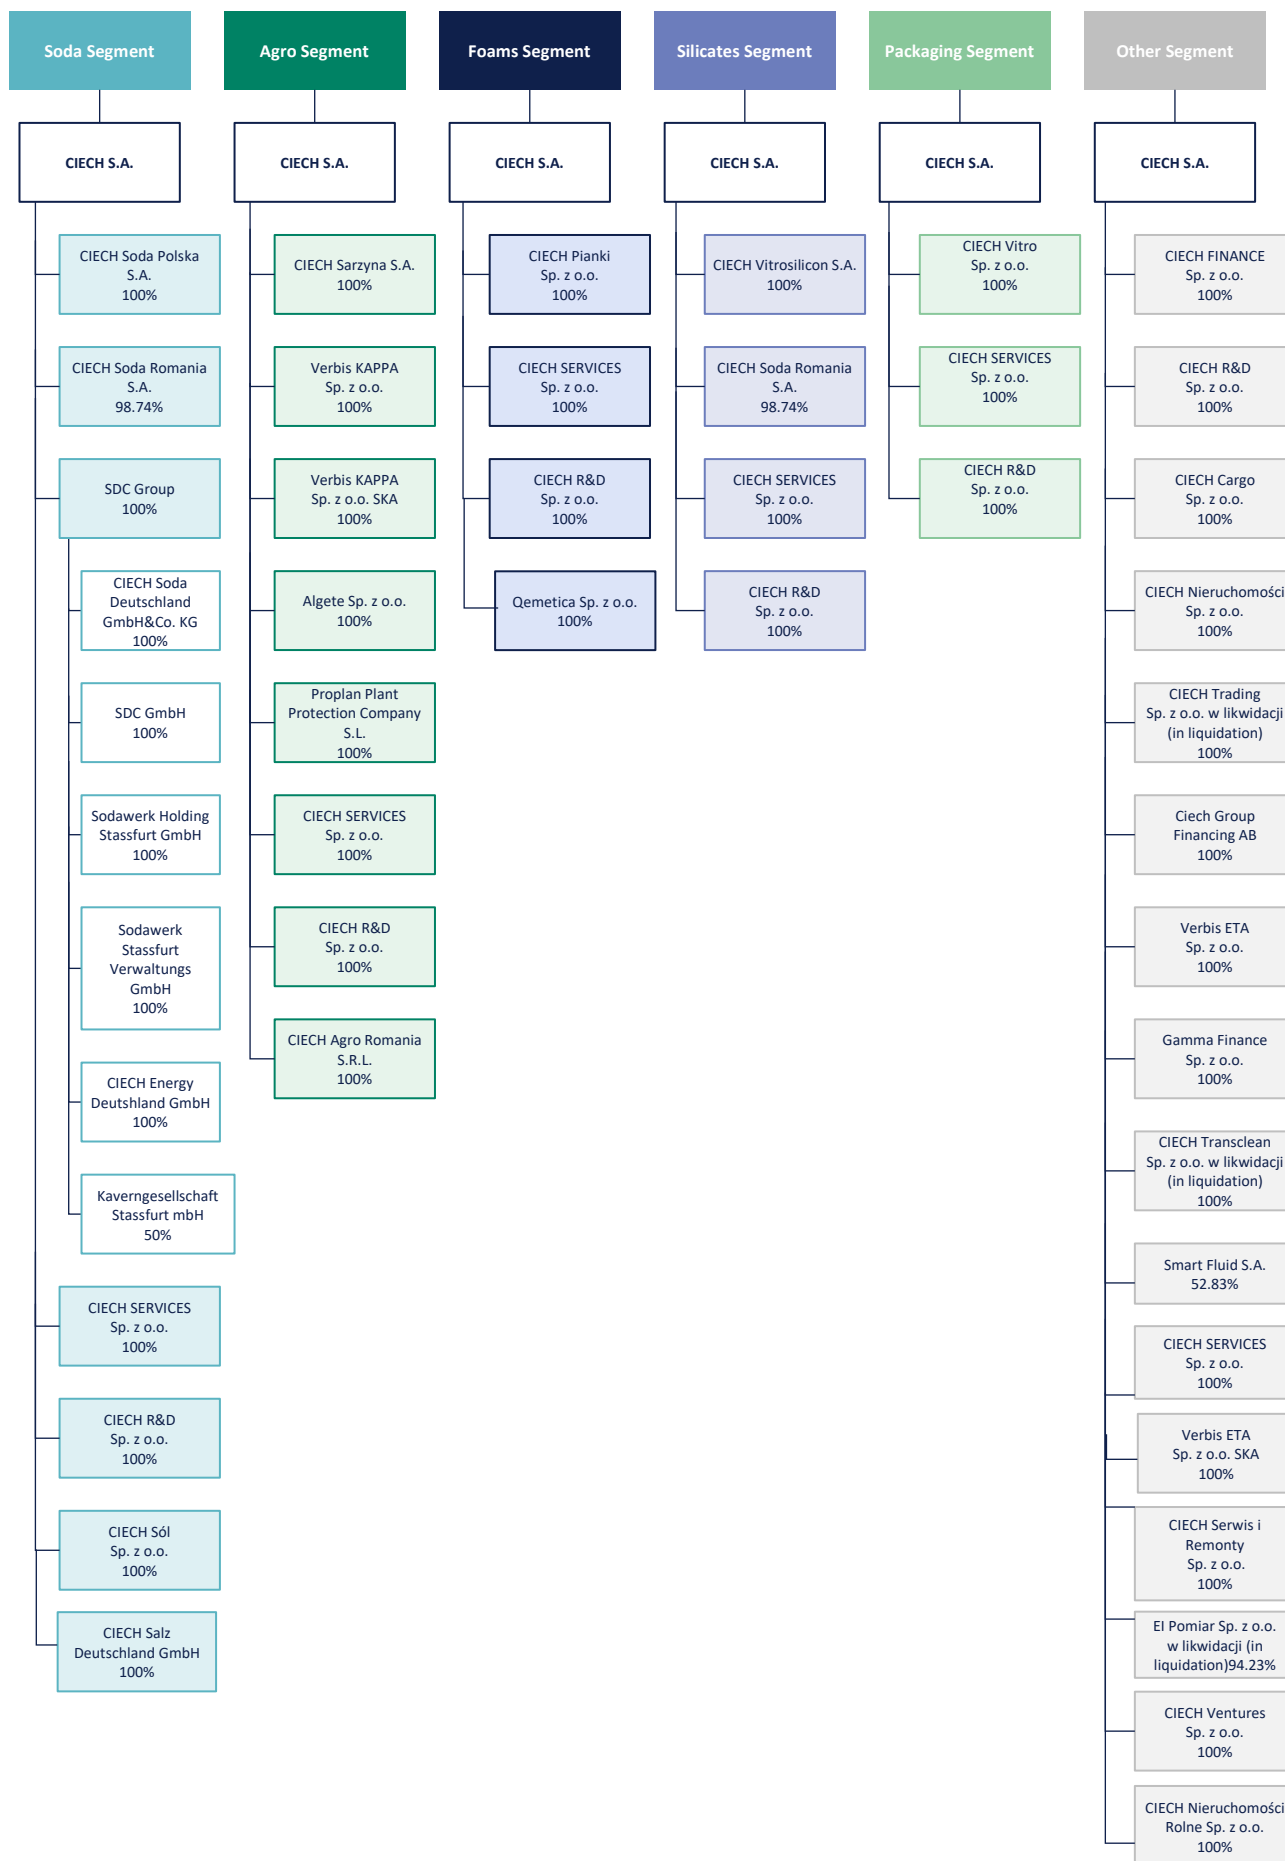 Soda Segment
Agro Segment
Foams Segment
Silicates Segment
Packaging Segment
Other Segment
CIECH S.A.
CIECH S.A.
CIECH S.A.
CIECH S.A.
CIECH S.A.
CIECH S.A.
CIECH Soda Polska
S.A.
100%
CIECH Soda Romania
S.A.
98.74%
SDC Group
100%
CIECH Soda
Deutschland
GmbH&Co. KG
100%
SDC GmbH
100%
Sodawerk Holding
Stassfurt GmbH
100%
Sodawerk
Stassfurt
Verwaltungs
GmbH
100%
CIECH Energy
Deutshland GmbH
100%
Kaverngesellschaft
Stassfurt mbH
50%
CIECH SERVICES
Sp. z o.o.
100%
CIECH R&D
Sp. z o.o.
100%
CIECH Sól
Sp. z o.o.
100%
CIECH Salz
Deutschland GmbH
100%
CIECH Sarzyna S.A.
100%
Verbis KAPPA
Sp. z o.o.
100%
Verbis KAPPA
Sp. z o.o. SKA
100%
Algete Sp. z o.o.
100%
Proplan Plant
Protection Company
S.L.
100%
CIECH SERVICES
Sp. z o.o.
100%
CIECH R&D
Sp. z o.o.
100%
CIECH Agro Romania
S.R.L.
100%
CIECH Pianki
Sp. z o.o.
100%
CIECH SERVICES
Sp. z o.o.
100%
CIECH R&D
Sp. z o.o.
100%
Qemetica Sp. z o.o.
100%
CIECH Vitrosilicon S.A.
100%
CIECH Soda Romania
S.A.
98.74%
CIECH SERVICES
Sp. z o.o.
100%
CIECH R&D
Sp. z o.o.
100%
CIECH Vitro
Sp. z o.o.
100%
CIECH SERVICES
Sp. z o.o.
100%
CIECH R&D
Sp. z o.o.
100%
CIECH FINANCE
Sp. z o.o.
100%
CIECH R&D
Sp. z o.o.
100%
CIECH Cargo
Sp. z o.o.
100%
CIECH Nieruchomości
Sp. z o.o.
100%
CIECH Trading
Sp. z o.o. w likwidacji
(in liquidation)
100%
Ciech Group
Financing AB
100%
Verbis ETA
Sp. z o.o.
100%
Gamma Finance
Sp. z o.o.
100%
CIECH Transclean
Sp. z o.o. w likwidacji
(in liquidation)
100%
Smart Fluid S.A.
52.83%
CIECH SERVICES
Sp. z o.o.
100%
Verbis ETA
Sp. z o.o. SKA
100%
CIECH Serwis i
Remonty
Sp. z o.o.
100%
EI Pomiar Sp. z o.o.
w likwidacji (in
liquidation)94.23%
CIECH Ventures
Sp. z o.o.
100%
CIECH Nieruchomości
Rolne Sp. z o.o.
100%